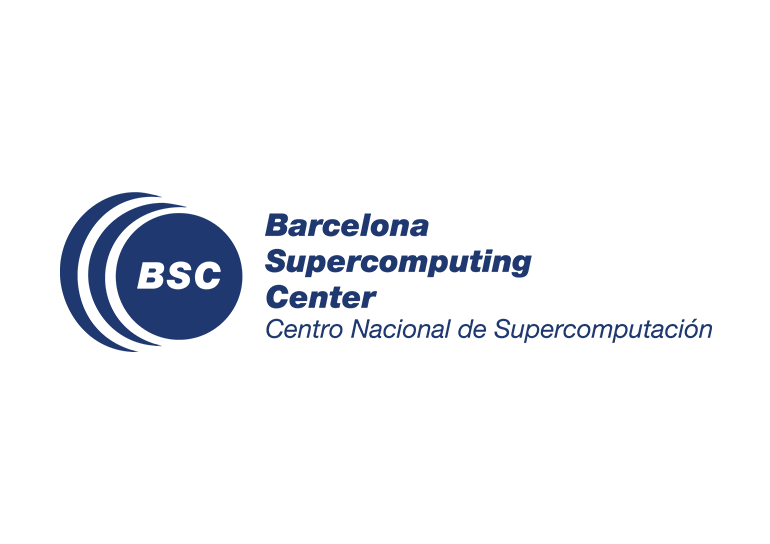 BSC
Barcelona
Supercomputing
Center
Centro Nacional de Supercomputación